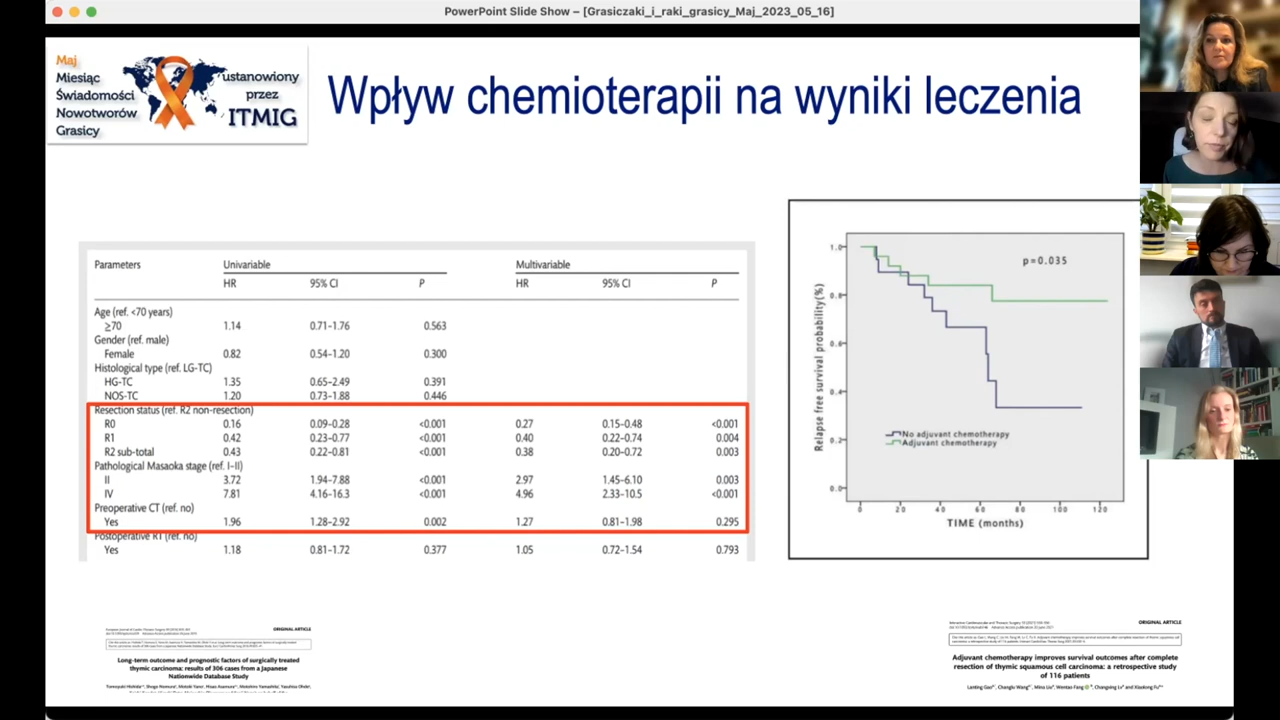 PowerPoint Slide Show – [Grasiczaki_i_raki_grasicy_Maj_2023_05_16]
Maj
Miesiąc
Świadomości
Nowotworów
Grasicy
ustanowiony
przez
ITMIG
Wpływ chemioterapii na wyniki leczenia
Parameters Univariable Multivariable
HR 95% CI P HR 95% CI P
Age (ref. <70 years)
≥70 1.14 0.71–1.76 0.563
Gender (ref. male)
Female 0.82 0.54–1.20 0.300
Histological type (ref. LG-TC)
HG-TC 1.35 0.65–2.49 0.391
NOS-TC 1.20 0.73–1.88 0.446
Resection status (ref. R2 non-resection)
R0 0.16 0.09–0.28 <0.001 0.27 0.15–0.48 <0.001
R1 0.42 0.23–0.77 <0.001 0.40 0.22–0.74 0.004
R2 sub-total 0.43 0.22–0.81 <0.001 0.38 0.20–0.72 0.003
Pathological Masaoka stage (ref. I–II)
II 3.72 1.94–7.88 <0.001 2.97 1.45–6.10 0.003
IV 7.81 4.16–16.3 <0.001 4.96 2.33–10.5 <0.001
Preoperative CT (ref. no)
Yes 1.96 1.28–2.92 0.002 1.27 0.81–1.98 0.295
Postoperative RT (ref. no)
Yes 1.18 0.81–1.72 0.377 1.05 0.72–1.54 0.793
p=0.035
Relapse free survival probability(%)
1.0
0.8
0.6
0.4
0.2
0.0
No adjuvant chemotherapy
Adjuvant chemotherapy
0 20 40 60 80 100 120
TIME (months)
ORIGINAL ARTICLE
Long-term outcome and prognostic factors of surgically treated
thymic carcinoma: results of 306 cases from a Japanese
Nationwide Database Study
ORIGINAL ARTICLE
Adjuvant chemotherapy improves survival outcomes after complete
resection of thymic squamous cell carcinoma: a retrospective study
of 116 patients